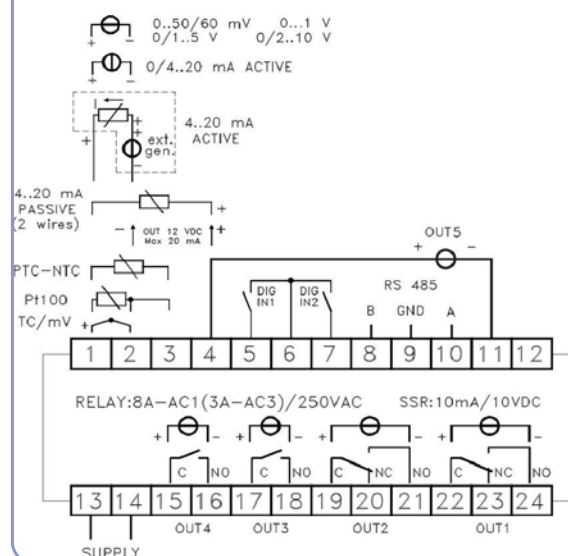 0..50/60 mV 0...1 V
0/1..5 V 0/2..10 V
+ -
0/4..20 mA ACTIVE
+ -
I
+
+
4..20 mA
ACTIVE
ext.
gen.
+
-
4..20 mA
PASSIVE
(2 wires)
+
- OUT 12 VDC +
Max 20 mA
OUT5
+ -
PTC-NTC
DIG
IN1
DIG
IN2
RS 485
Pt100
B GND A
TC/mV +
1 2 3 4 5 6 7 8 9 10 11 12
RELAY:8A-AC1(3A-AC3)/250VAC SSR:10mA/10VDC
+ - + - + - + -
C NO C NO C NC NO C NC NO
13 14 15 16 17 18 19 20 21 22 23 24
OUT4 OUT3 OUT2 OUT1
SUPPLY